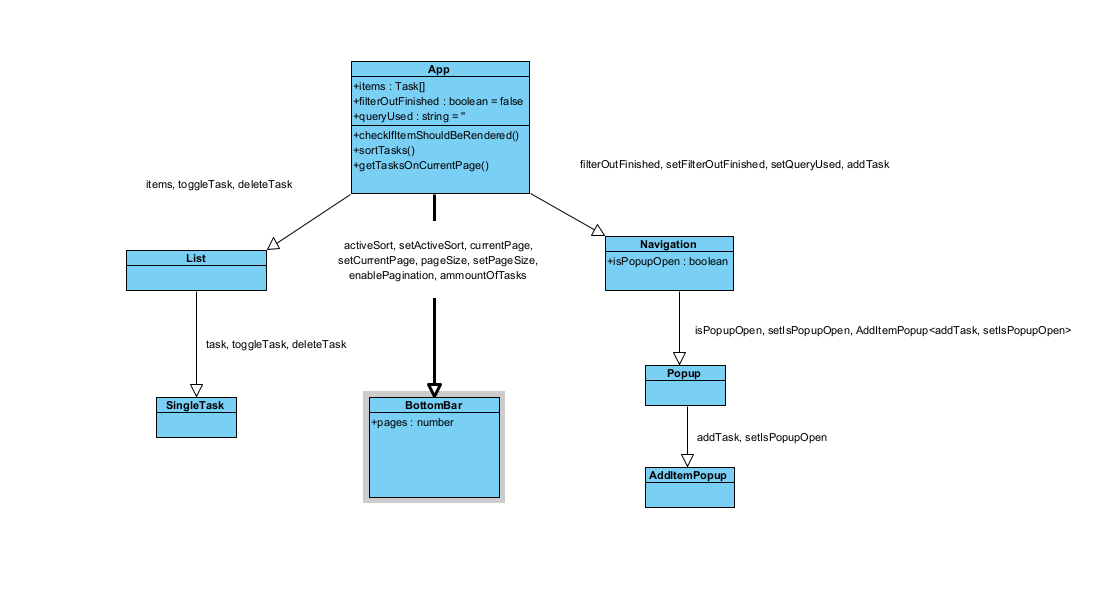 App
+items : Task[]
+filterOutFinished : boolean = false
+queryUsed : string = ''
+checkIfItemShouldBeRendered()
+sortTasks()
+getTasksOnCurrentPage()
filterOutFinished, setFilterOutFinished, setQueryUsed, addTask
items, toggleTask, deleteTask
activeSort, setActiveSort, currentPage,
setCurrentPage, pageSize, setPageSize,
enablePagination, ammountOfTasks
Navigation
+isPopupOpen : boolean
List
isPopupOpen, setIsPopupOpen, AddItemPopup<addTask, setIsPopupOpen>
task, toggleTask, deleteTask
Popup
SingleTask
BottomBar
+pages : number
addTask, setIsPopupOpen
AddItemPopup